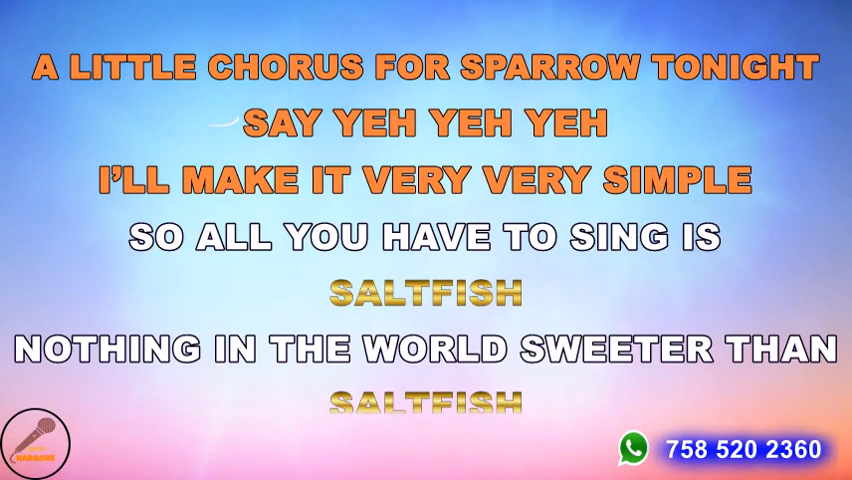 A LITTLE CHORUS FOR SPARROW TONIGHT
SAY YEH YEH YEH
I'LL MAKE IT VERY VERY SIMPLE
SO ALL YOU HAVE TO SING IS
SALTFISH
NOTHING IN THE WORLD SWEETER THAN
SALTFISH
KARAOKE
758 520 2360